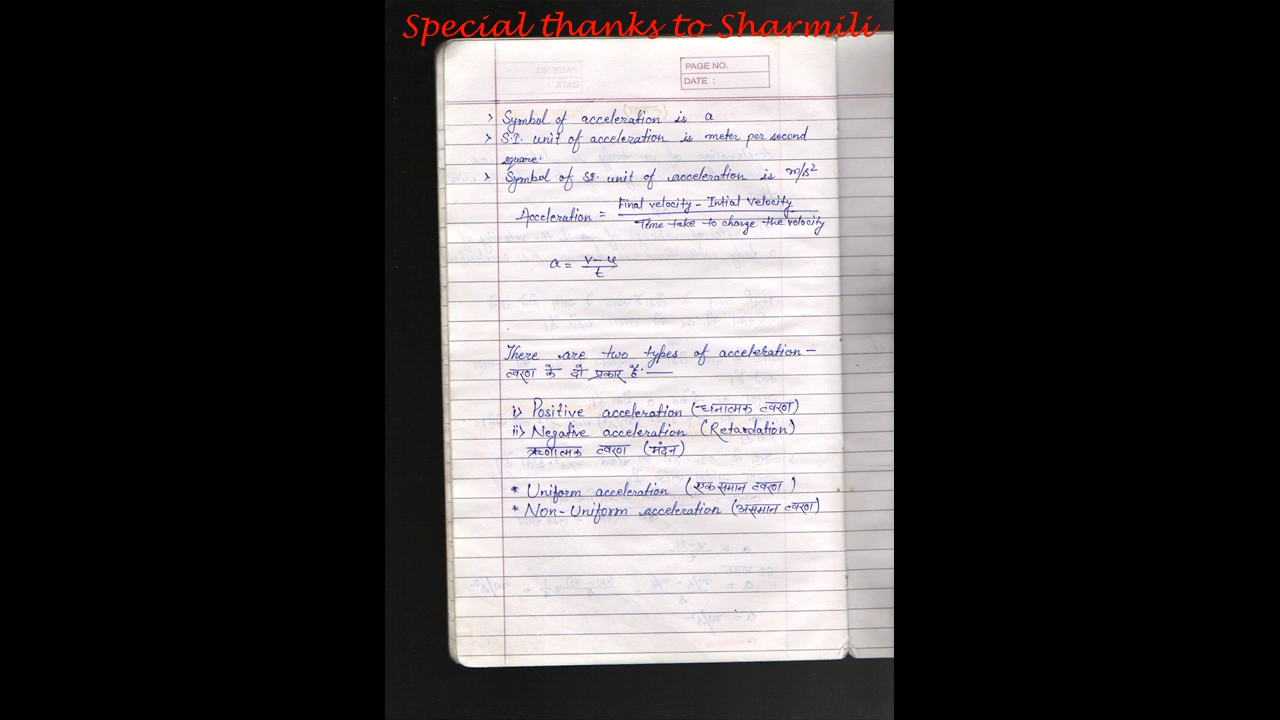 Special thanks to Sharmili
PAGE NO.
DATE :
> Symbol of acceleration is a
> S.I. unit of acceleration is meter per second
square.
> Symbol of S.I. unit of acceleration is m/s²
Final velocity - Intial velocity
Acceleration =
Time take to change the velocity
a = v-u/t
There are two types of acceleration -
त्वरण के दो प्रकार है:—
i> Positive acceleration (धनात्मक त्वरण)
ii> Negative acceleration (Retardation)
ऋणात्मक त्वरण (मंदन)
* Uniform acceleration (एकसमान त्वरण)
* Non-Uniform acceleration (असमान त्वरण)